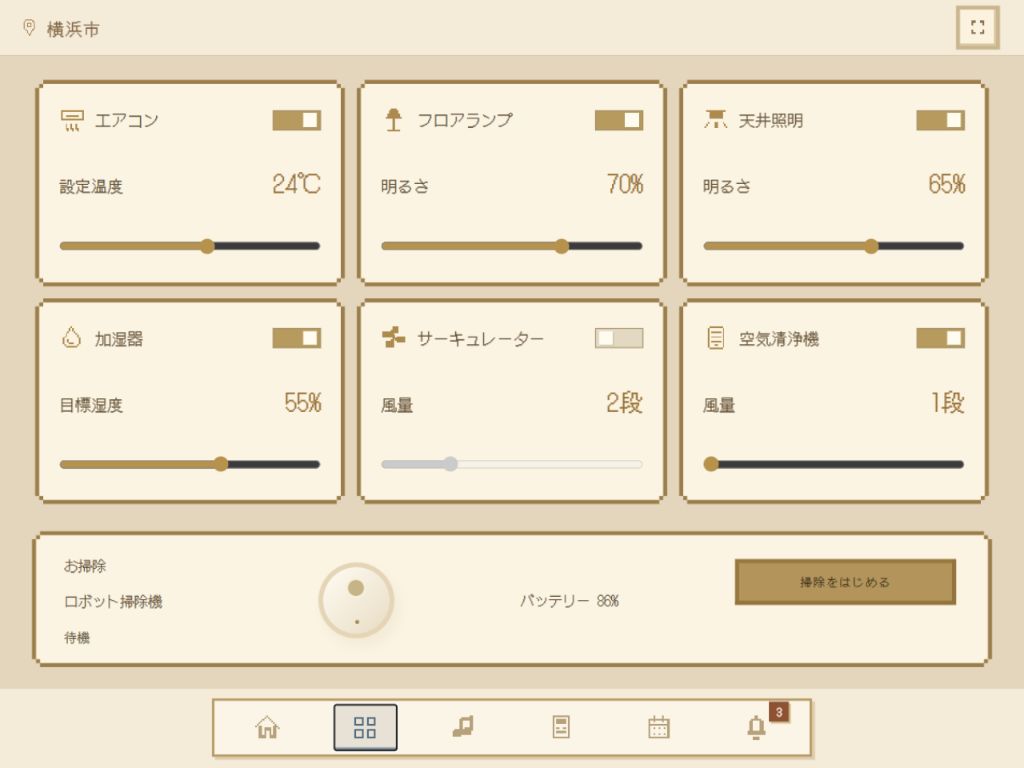 横浜市
エアコン
設定温度 24℃
フロアランプ
明るさ 70%
天井照明
明るさ 65%
加湿器
目標湿度 55%
サーキュレーター
風量 2段
空気清浄機
風量 1段
お掃除
ロボット掃除機
待機
バッテリー 86%
掃除をはじめる
3